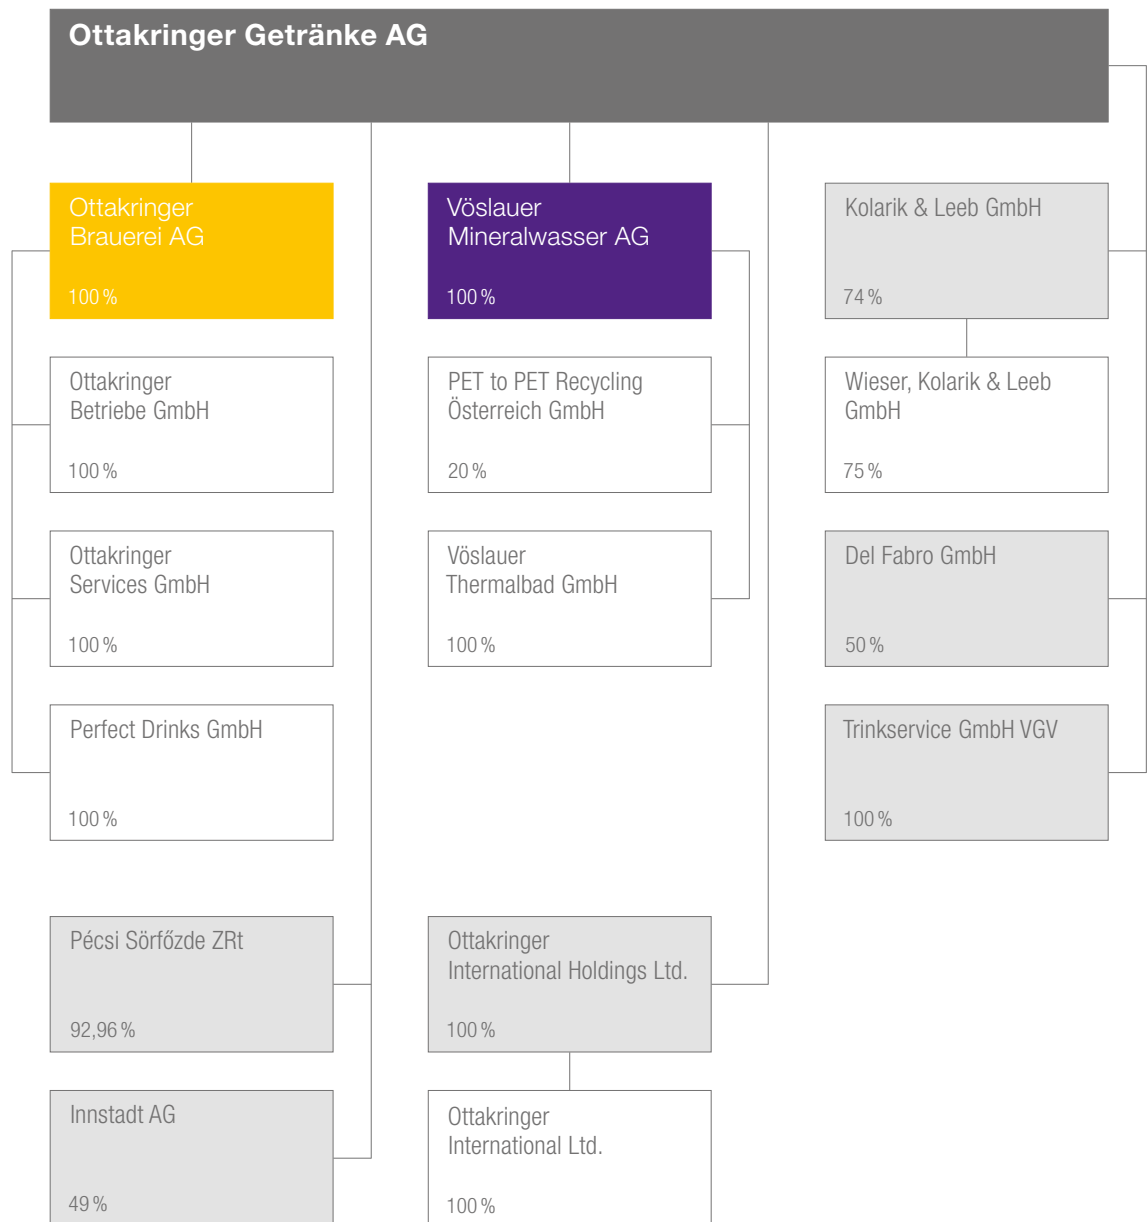 Ottakringer Getränke AG
Ottakringer
Brauerei AG
100 %
Vöslauer
Mineralwasser AG
100 %
Kolarik & Leeb GmbH
74 %
Ottakringer
Betriebe GmbH
100 %
PET to PET Recycling
Österreich GmbH
20 %
Wieser, Kolarik & Leeb
GmbH
75 %
Ottakringer
Services GmbH
100 %
Vöslauer
Thermalbad GmbH
100 %
Del Fabro GmbH
50 %
Perfect Drinks GmbH
100 %
Trinkservice GmbH VGV
100 %
Pécsi Sörfőzde ZRt
92,96 %
Ottakringer
International Holdings Ltd.
100 %
Innstadt AG
49 %
Ottakringer
International Ltd.
100 %